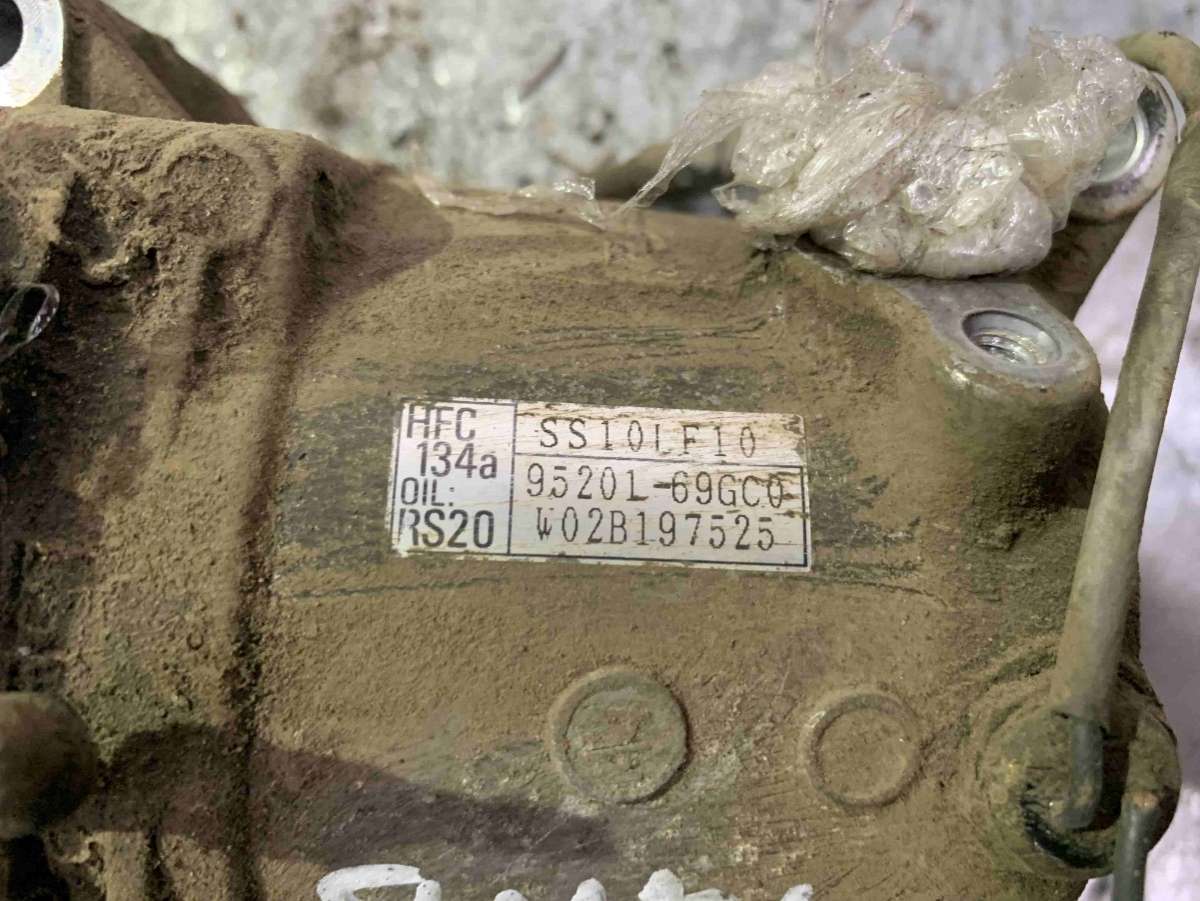 HFC
134a
OIL:
RS20
SS10LF10
95201-69GC0
W02B197525